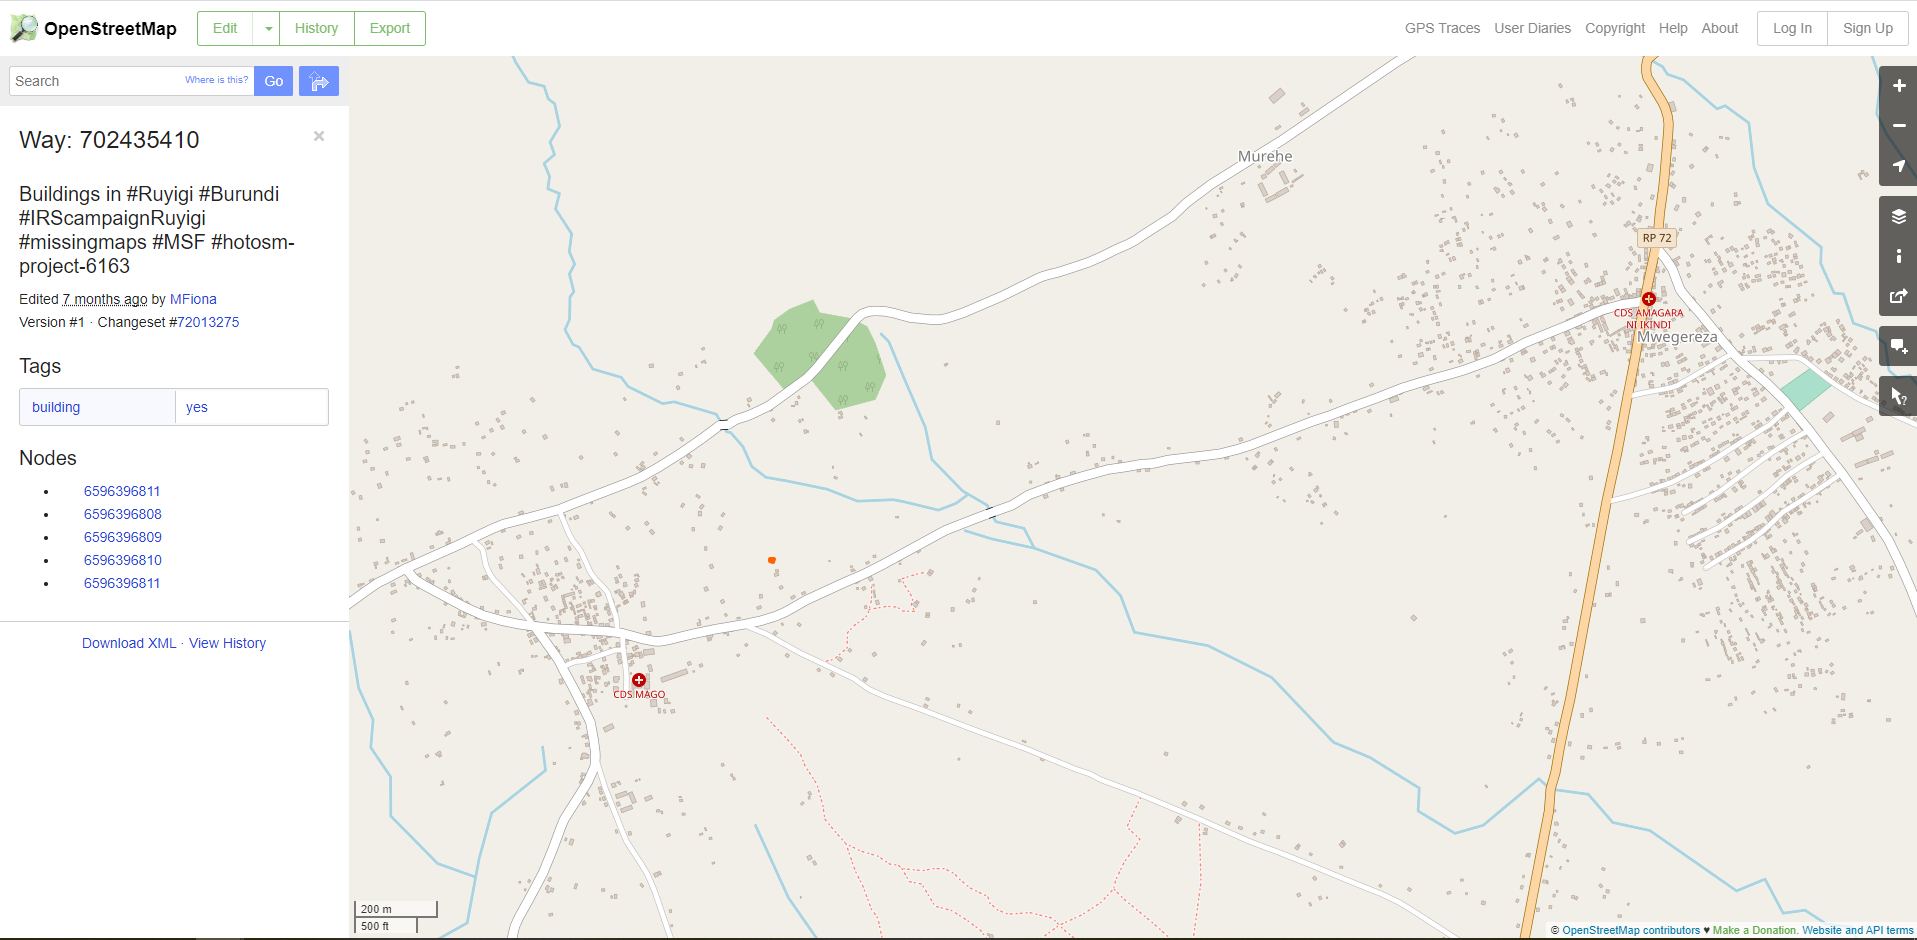 OpenStreetMap Edit History Export GPS Traces User Diaries Copyright Help About Log In Sign Up
Search Where is this? Go
Way: 702435410 ×
Buildings in #Ruyigi #Burundi
#IRScampaignRuyigi
#missingmaps #MSF #hotosm-
project-6163
Edited 7 months ago by MFiona
Version #1 · Changeset #72013275
Tags
building yes
Nodes
6596396811
6596396808
6596396809
6596396810
6596396811
Download XML · View History
Murehe
RP 72
CDS AMAGARA
NI IKINDI
Mwegereza
CDS MAGO
200 m
500 ft
© OpenStreetMap contributors ♥ Make a Donation. Website and API terms